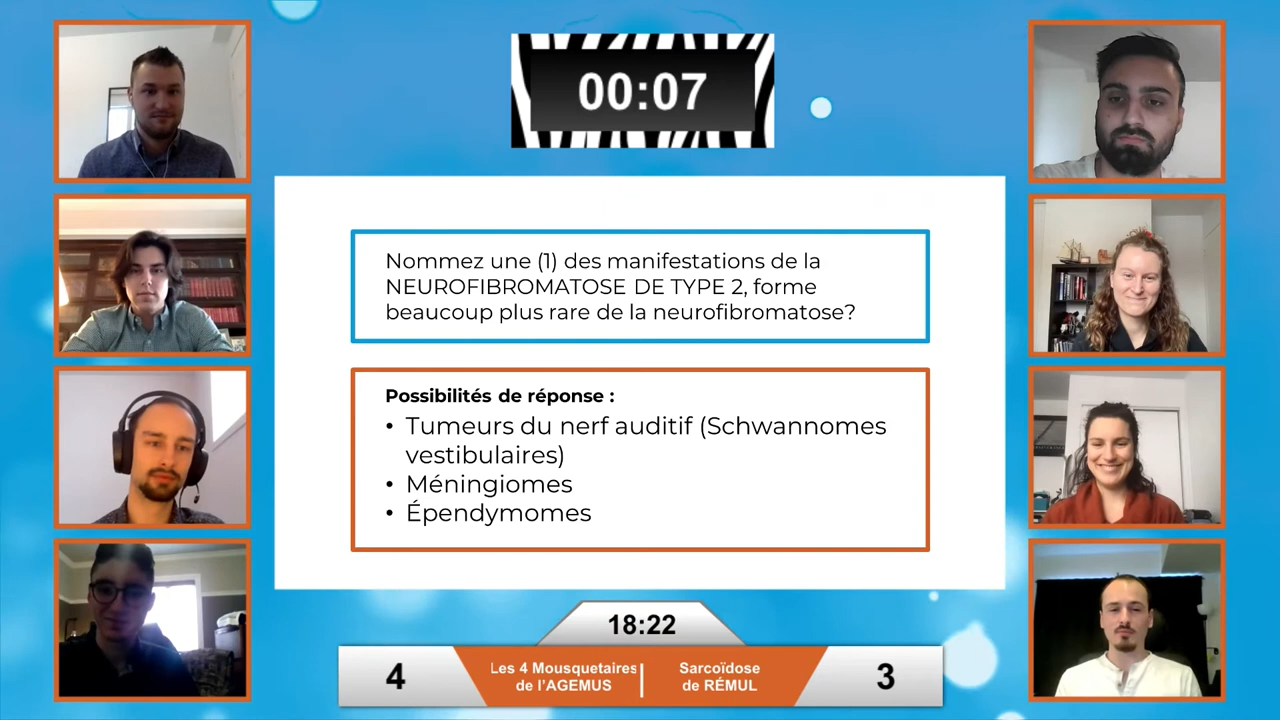 00:07
Nommez une (1) des manifestations de la
NEUROFIBROMATOSE DE TYPE 2, forme
beaucoup plus rare de la neurofibromatose?
Possibilités de réponse :
• Tumeurs du nerf auditif (Schwannomes
vestibulaires)
• Méningiomes
• Épendymomes
18:22
4
Les 4 Mousquetaires
de l'AGEMUS
Sarcoïdose
de RÉMUL
3